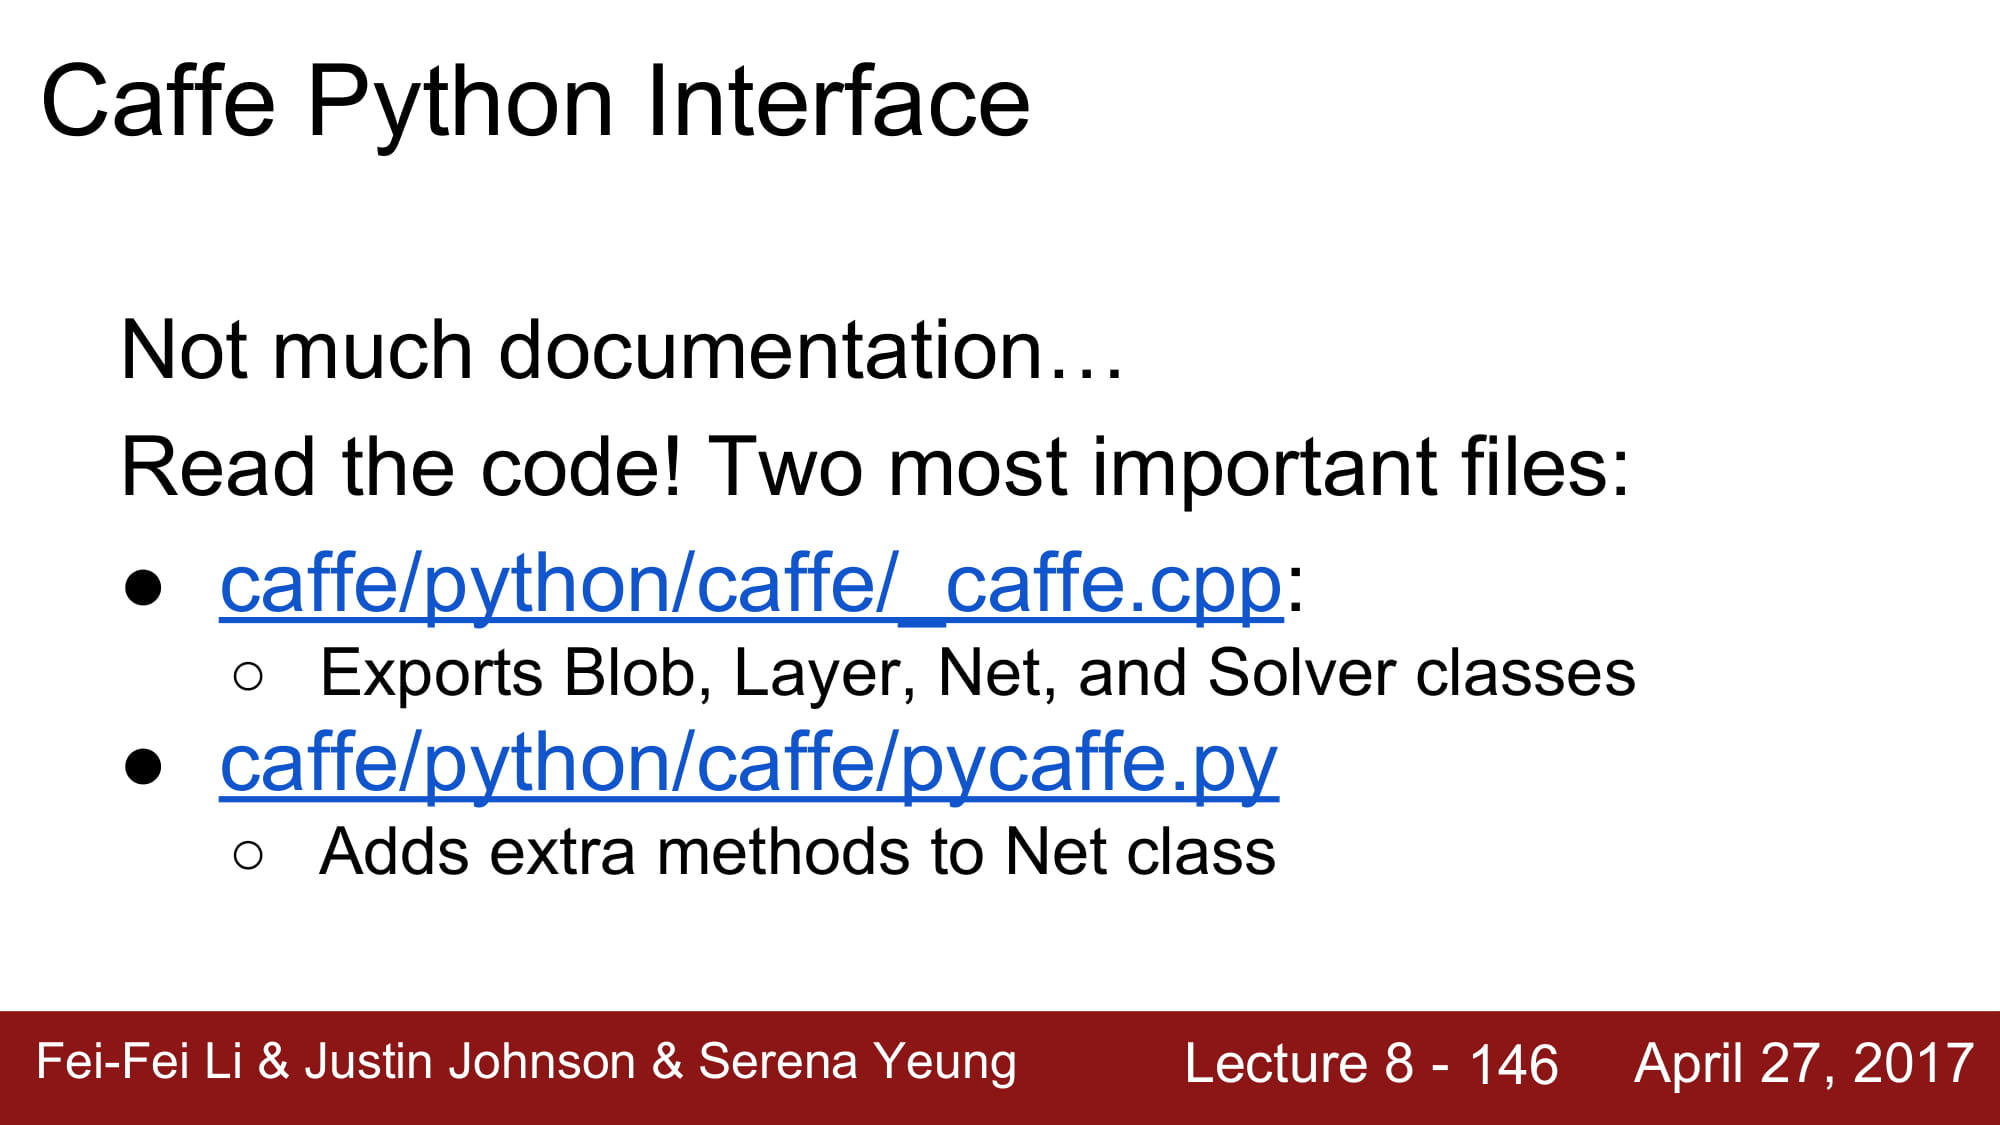 Caffe Python Interface
Not much documentation…
Read the code! Two most important files:
● caffe/python/caffe/_caffe.cpp:
○ Exports Blob, Layer, Net, and Solver classes
● caffe/python/caffe/pycaffe.py
○ Adds extra methods to Net class
Fei-Fei Li & Justin Johnson & Serena Yeung Lecture 8 - 146 April 27, 2017